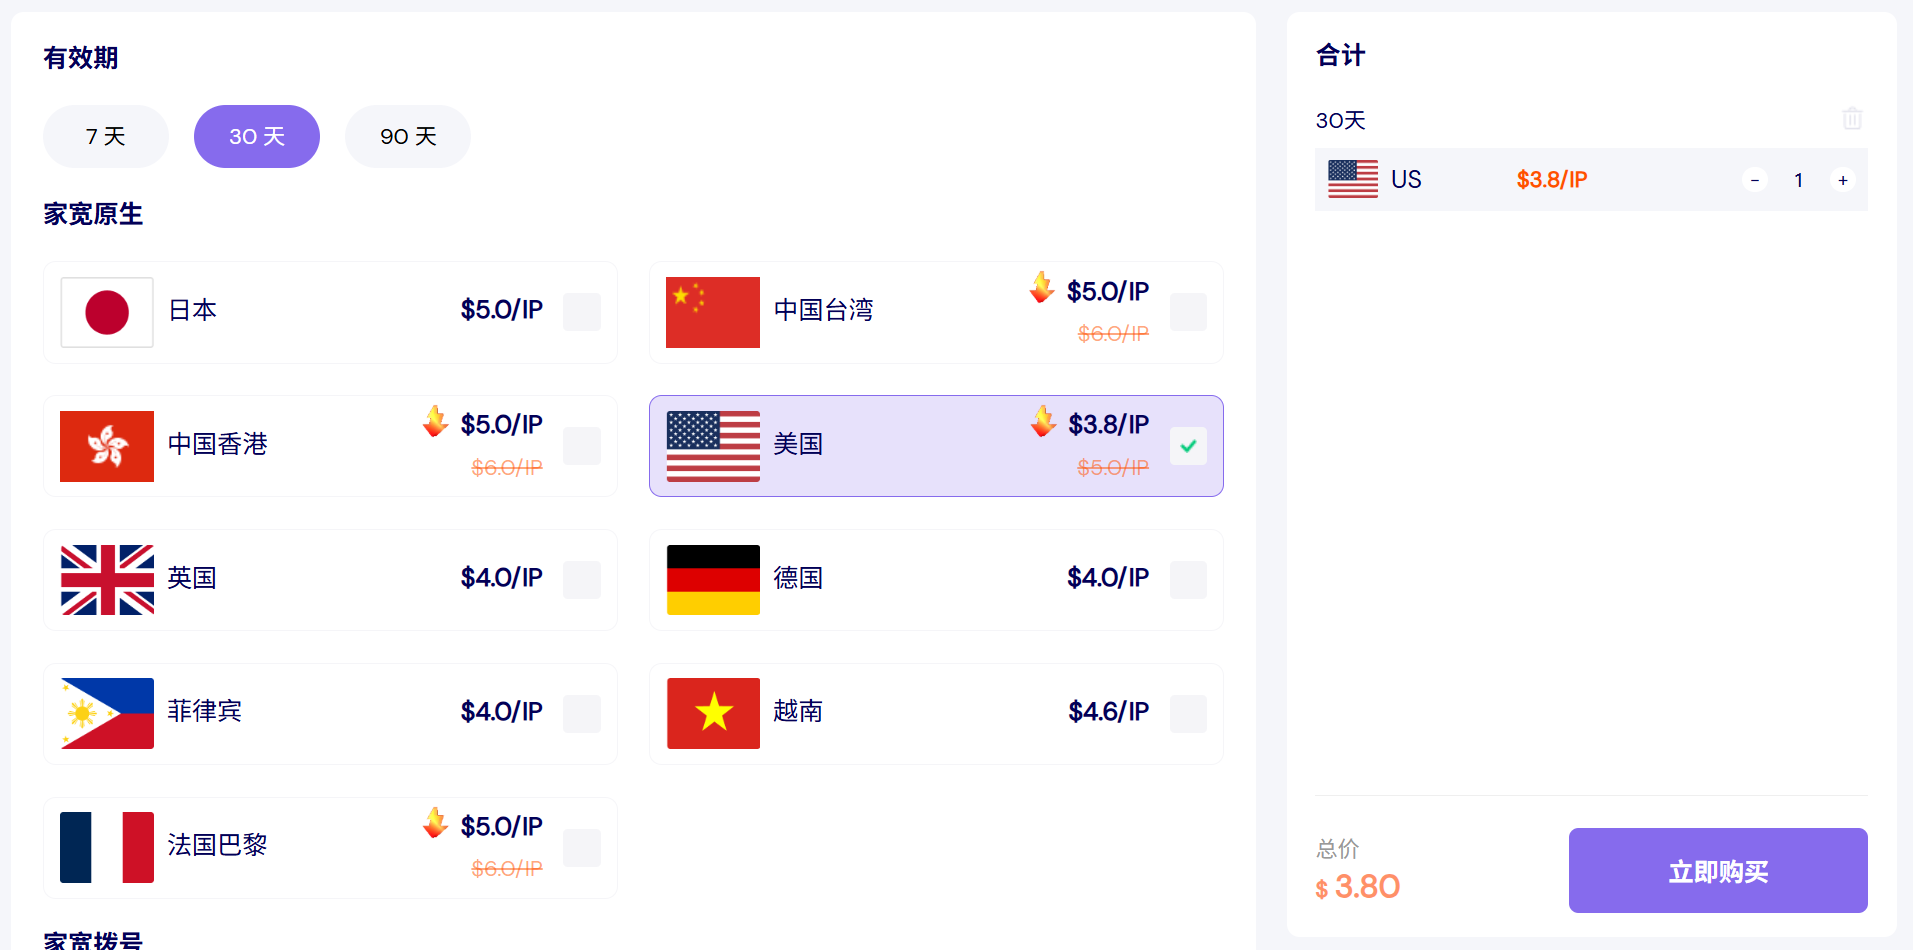 有效期
7 天
30 天
90 天
家宽原生
日本
$5.0/IP
中国台湾
$5.0/IP
$6.0/IP
中国香港
$5.0/IP
$6.0/IP
美国
$3.8/IP
$5.0/IP
英国
$4.0/IP
德国
$4.0/IP
菲律宾
$4.0/IP
越南
$4.6/IP
法国巴黎
$5.0/IP
$6.0/IP
家宽拨号
合计
30天
US
$3.8/IP
-
1
+
总价
$ 3.80
立即购买